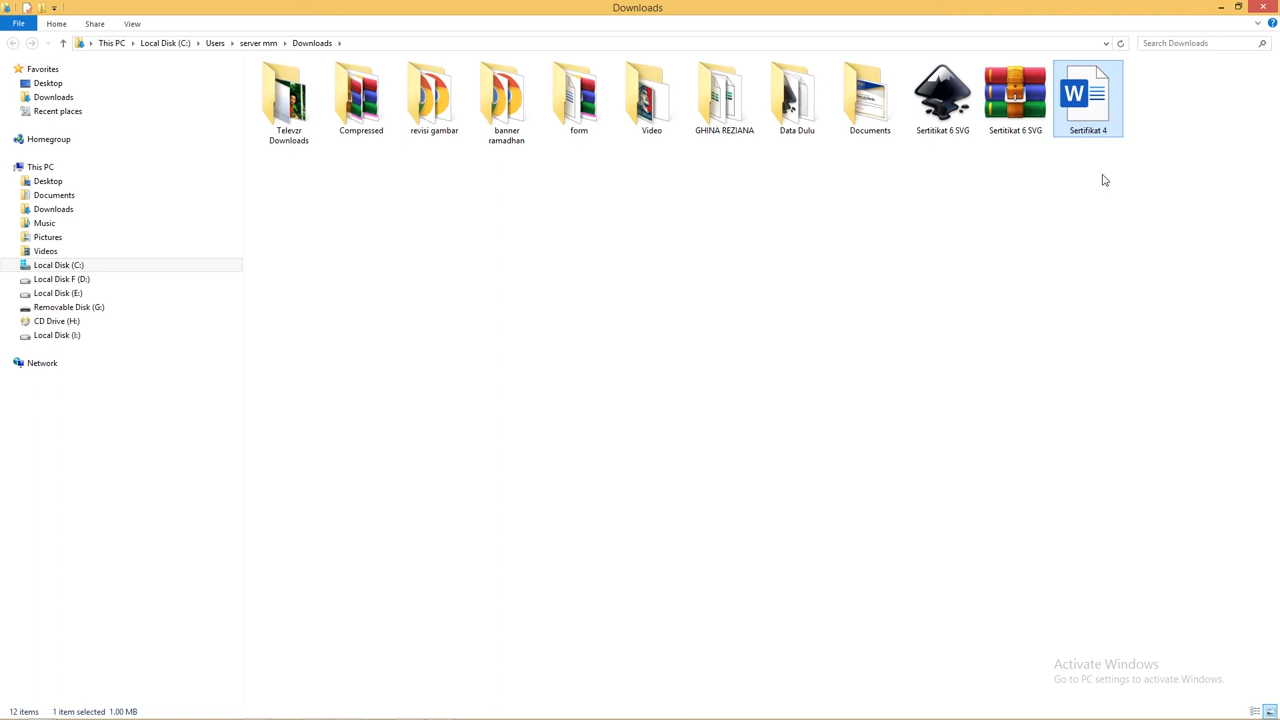 Downloads
File Home Share View
This PC Local Disk (C:) Users server mm Downloads
Search Downloads
Favorites
Desktop
Downloads
Recent places
Homegroup
This PC
Desktop
Documents
Downloads
Music
Pictures
Videos
Local Disk (C:)
Local Disk F (D:)
Local Disk (E:)
Removable Disk (G:)
CD Drive (H:)
Local Disk (I:)
Network
Televzr
Downloads
Compressed
revisi gambar
banner
ramadhan
form
Video
GHINA REZIANA
Data Dulu
Documents
Sertitikat 6 SVG
Sertitikat 6 SVG
W
Sertifikat 4
Activate Windows
Go to PC settings to activate Windows.
12 items 1 item selected 1,00 MB